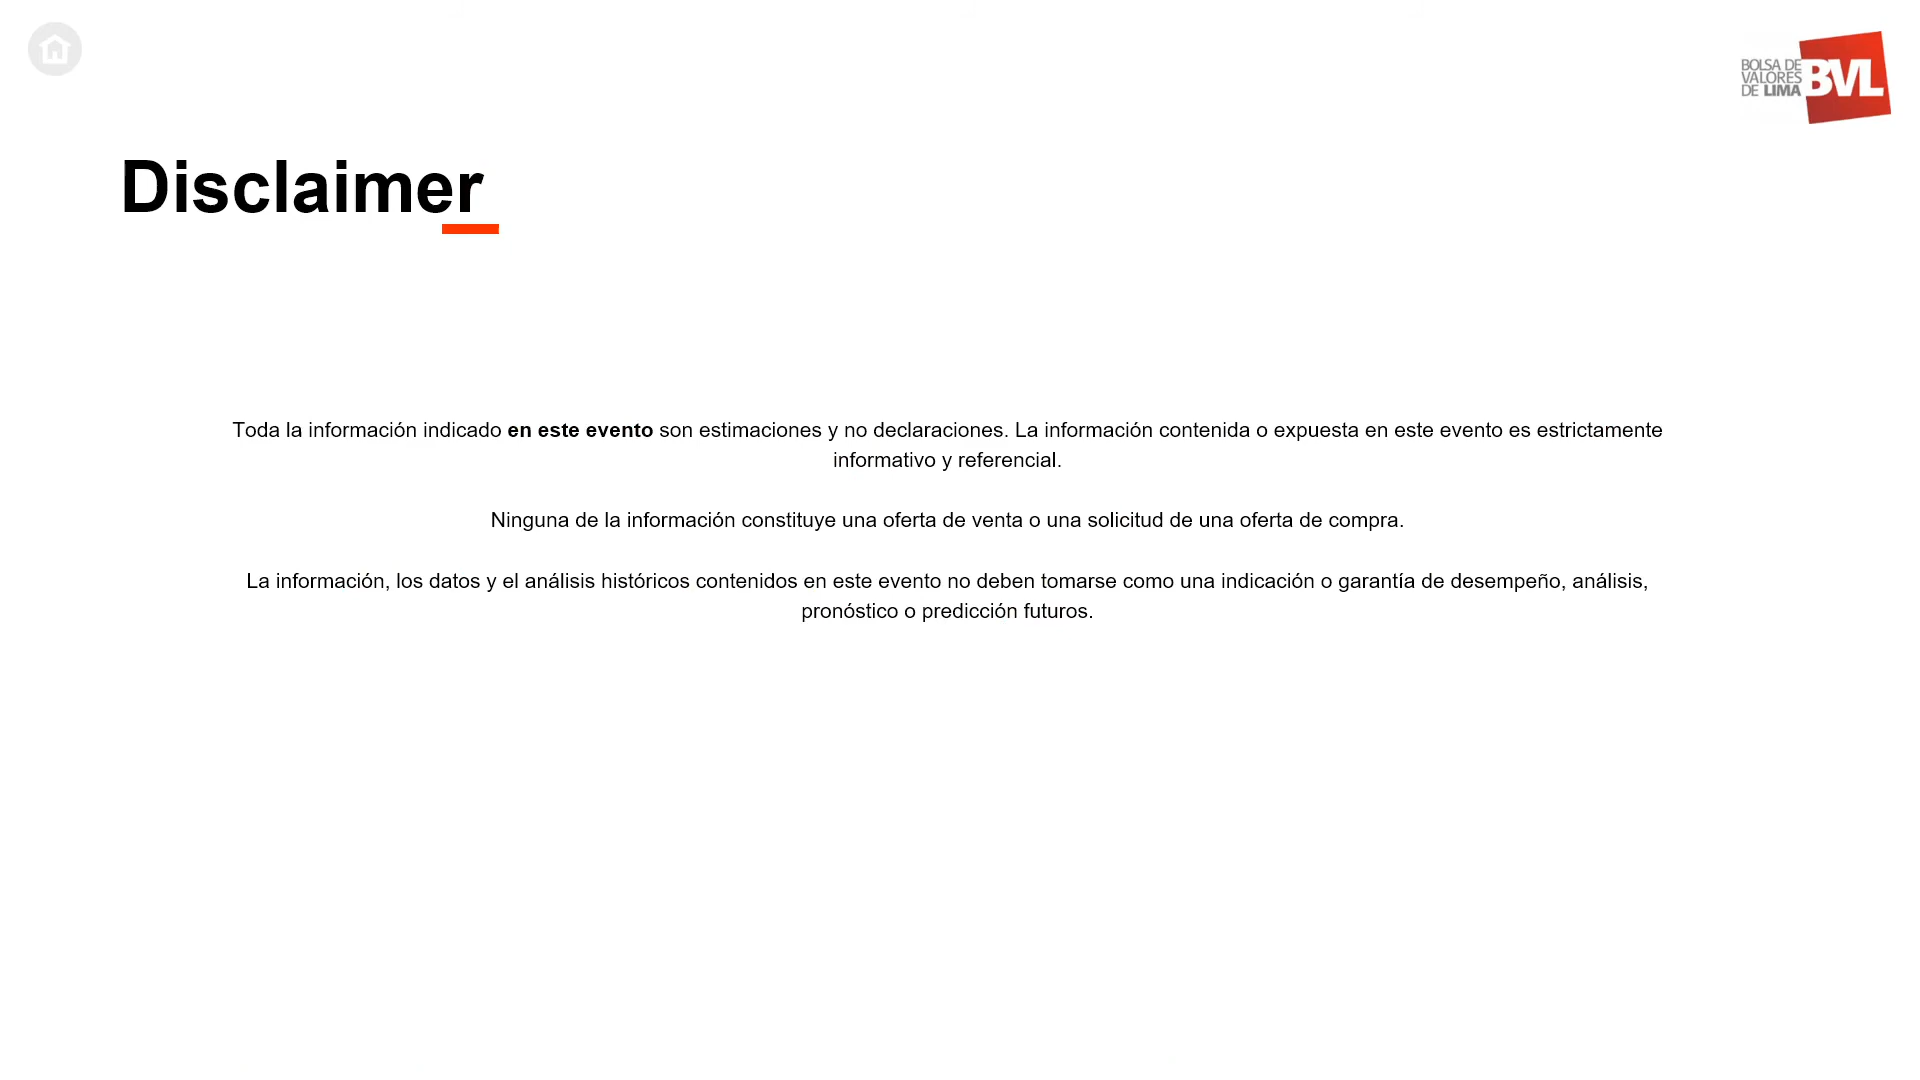 BOLSA DE
VALORES
DE LIMA
BVL
Disclaimer
Toda la información indicado en este evento son estimaciones y no declaraciones. La información contenida o expuesta en este evento es estrictamente
informativo y referencial.
Ninguna de la información constituye una oferta de venta o una solicitud de una oferta de compra.
La información, los datos y el análisis históricos contenidos en este evento no deben tomarse como una indicación o garantía de desempeño, análisis,
pronóstico o predicción futuros.